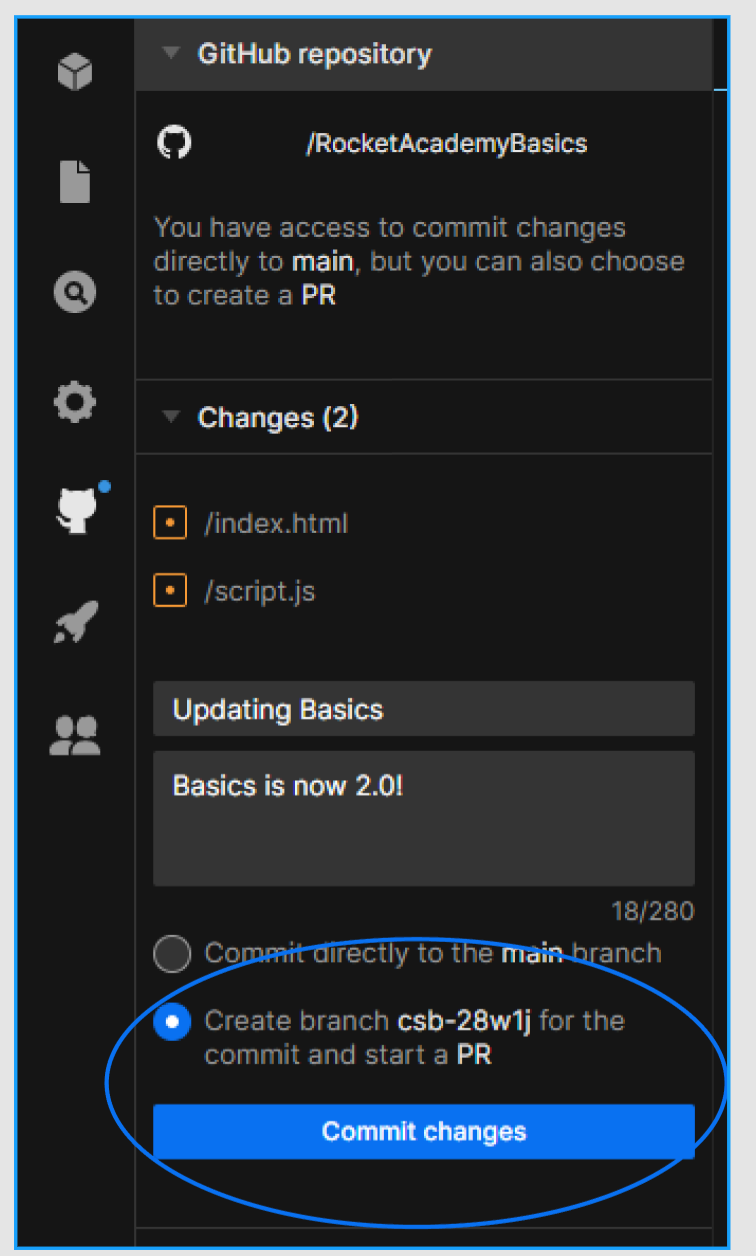 GitHub repository
/RocketAcademyBasics
You have access to commit changes
directly to main, but you can also choose
to create a PR
Changes (2)
/index.html
/script.js
Updating Basics
Basics is now 2.0!
18/280
Commit directly to the main branch
Create branch csb-28w1j for the
commit and start a PR
Commit changes